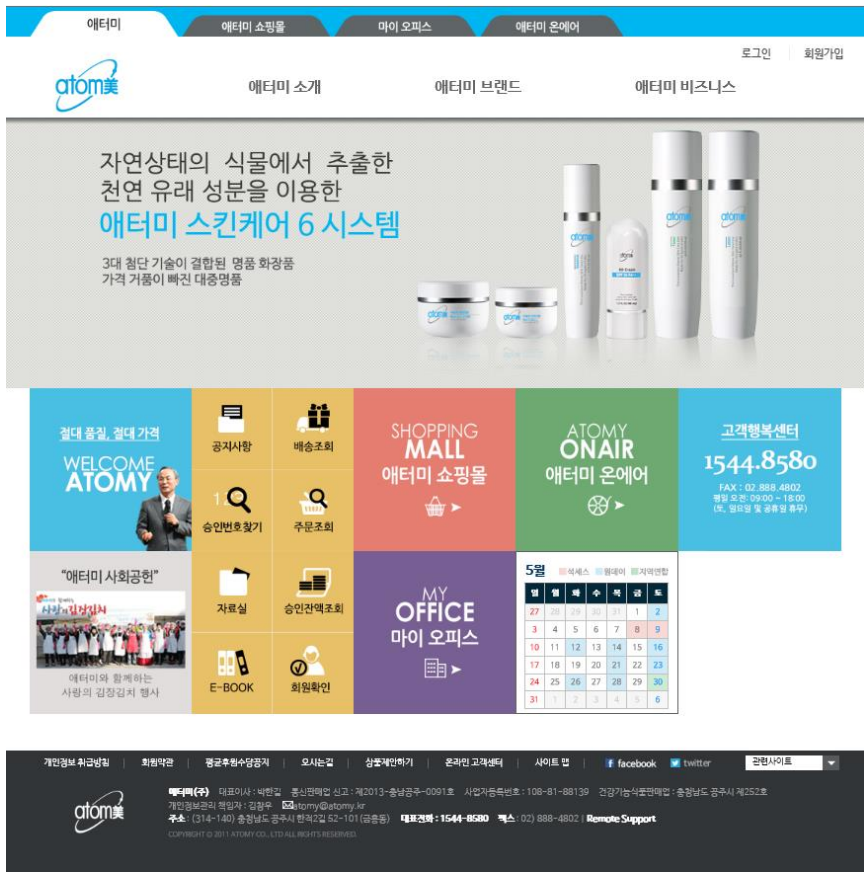 애터미
애터미 쇼핑몰
마이 오피스
애터미 온에어
로그인
회원가입
atom美
애터미 소개
애터미 브랜드
애터미 비즈니스
자연상태의 식물에서 추출한
천연 유래 성분을 이용한
애터미 스킨케어 6 시스템
3대 첨단 기술이 결합된 명품 화장품
가격 거품이 빠진 대중명품
절대 품질, 절대 가격
WELCOME
ATOMY
공지사항
배송조회
승인번호찾기
주문조회
SHOPPING
MALL
애터미 쇼핑몰
ATOMY
ONAIR
애터미 온에어
고객행복센터
1544.8580
FAX : 02.888.4802
평일 오전: 09:00 ~ 18:00
(토, 일요일 및 공휴일 휴무)
"애터미 사회공헌"
애터미와 함께하는
사랑의 김장김치 행사
자료실
승인잔액조회
E-BOOK
회원확인
MY
OFFICE
마이 오피스
5월 석세스 원데이 지역연합
일 월 화 수 목 금 토
27 28 29 30 31 1 2
3 4 5 6 7 8 9
10 11 12 13 14 15 16
17 18 19 20 21 22 23
24 25 26 27 28 29 30
31 1 2 3 4 5 6
개인정보 취급방침 | 회원약관 | 평균후원수당공지 | 오시는길 | 상품제안하기 | 온라인 고객센터 | 사이트 맵 | facebook twitter 관련사이트
atom美
애터미(주) 대표이사 : 박한길 통신판매업 신고 : 제2013-충남공주-0091호 사업자등록번호 : 108-81-88139 건강기능식품판매업 : 충청남도 공주시 제252호
개인정보관리 책임자 : 김창우 atomy@atomy.kr
주소 : (314-140) 충청남도 공주시 한적2길 52-101(금흥동) 대표전화 : 1544-8580 팩스 : 02) 888-4802 | Remote Support
COPYRIGHT © 2011 ATOMY CO., LTD ALL RIGHTS RESERVED.